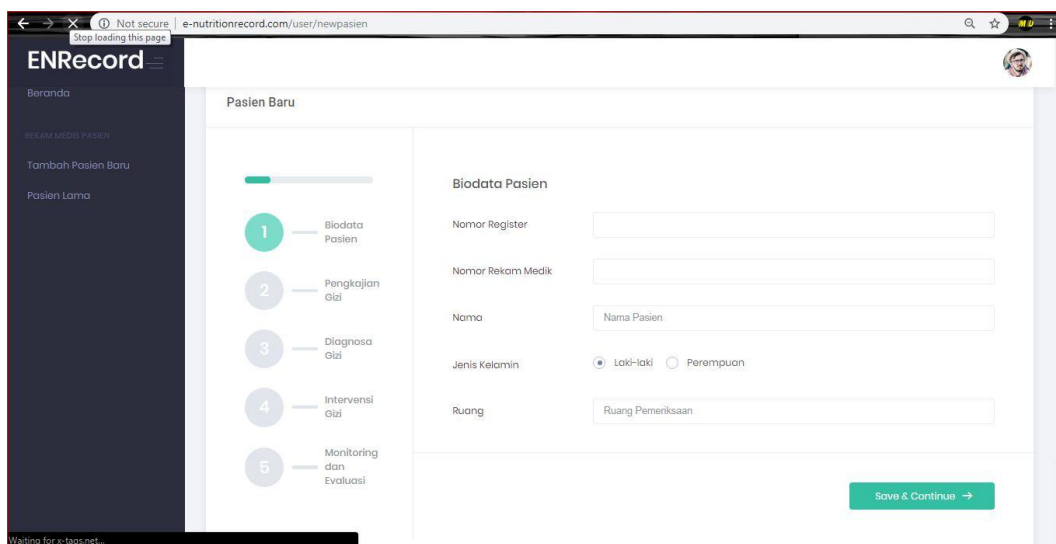 Not secure | e-nutritionrecord.com/user/newpasien
Stop loading this page
ENRecord
Beranda
REKAM MEDIS PASIEN
Tambah Pasien Baru
Pasien Lama
Pasien Baru
1 Biodata
Pasien
2 Pengkajian
Gizi
3 Diagnosa
Gizi
4 Intervensi
Gizi
5 Monitoring
dan
Evaluasi
Biodata Pasien
Nomor Register
Nomor Rekam Medik
Nama Nama Pasien
Jenis Kelamin Laki-laki Perempuan
Ruang Ruang Pemeriksaan
Save & Continue →
Waiting for x-tags.net...